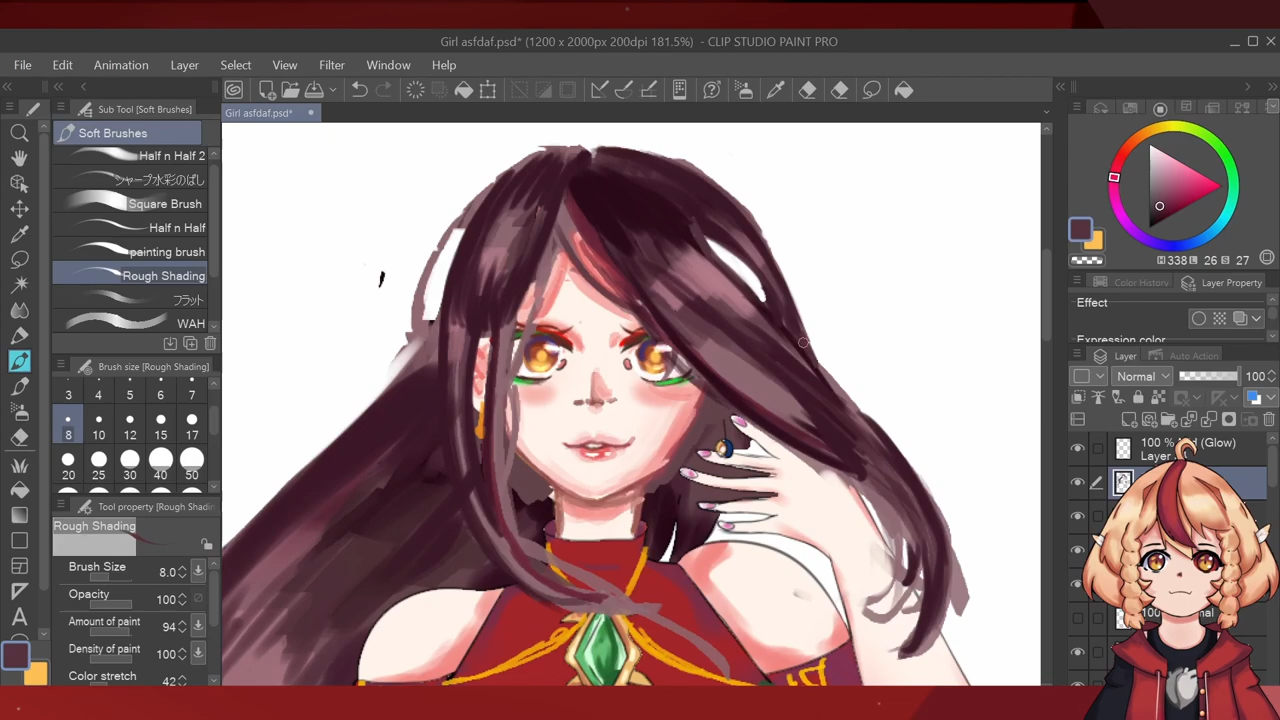 Girl asfdaf.psd* (1200 x 2000px 200dpi 181.5%) - CLIP STUDIO PAINT PRO
File Edit Animation Layer Select View Filter Window Help
Sub Tool [Soft Brushes]
Girl asfdaf.psd*
Soft Brushes
Half n Half 2
シャープ水彩のばし
Square Brush
Half n Half
painting brush
Rough Shading
フラット
WAH
Brush size [Rough Shading]
3 4 5 6 7
8 10 12 15 17
20 25 30 40 50
Tool property [Rough Shadin
Rough Shading
Brush Size 8.0
Opacity 100
Amount of paint 94
Density of paint 100
Color stretch 42
H 338 L 26 S 27
Color History Layer Property
Effect
Expression color
Layer Auto Action
Normal 100
100 % (Glow)
Layer